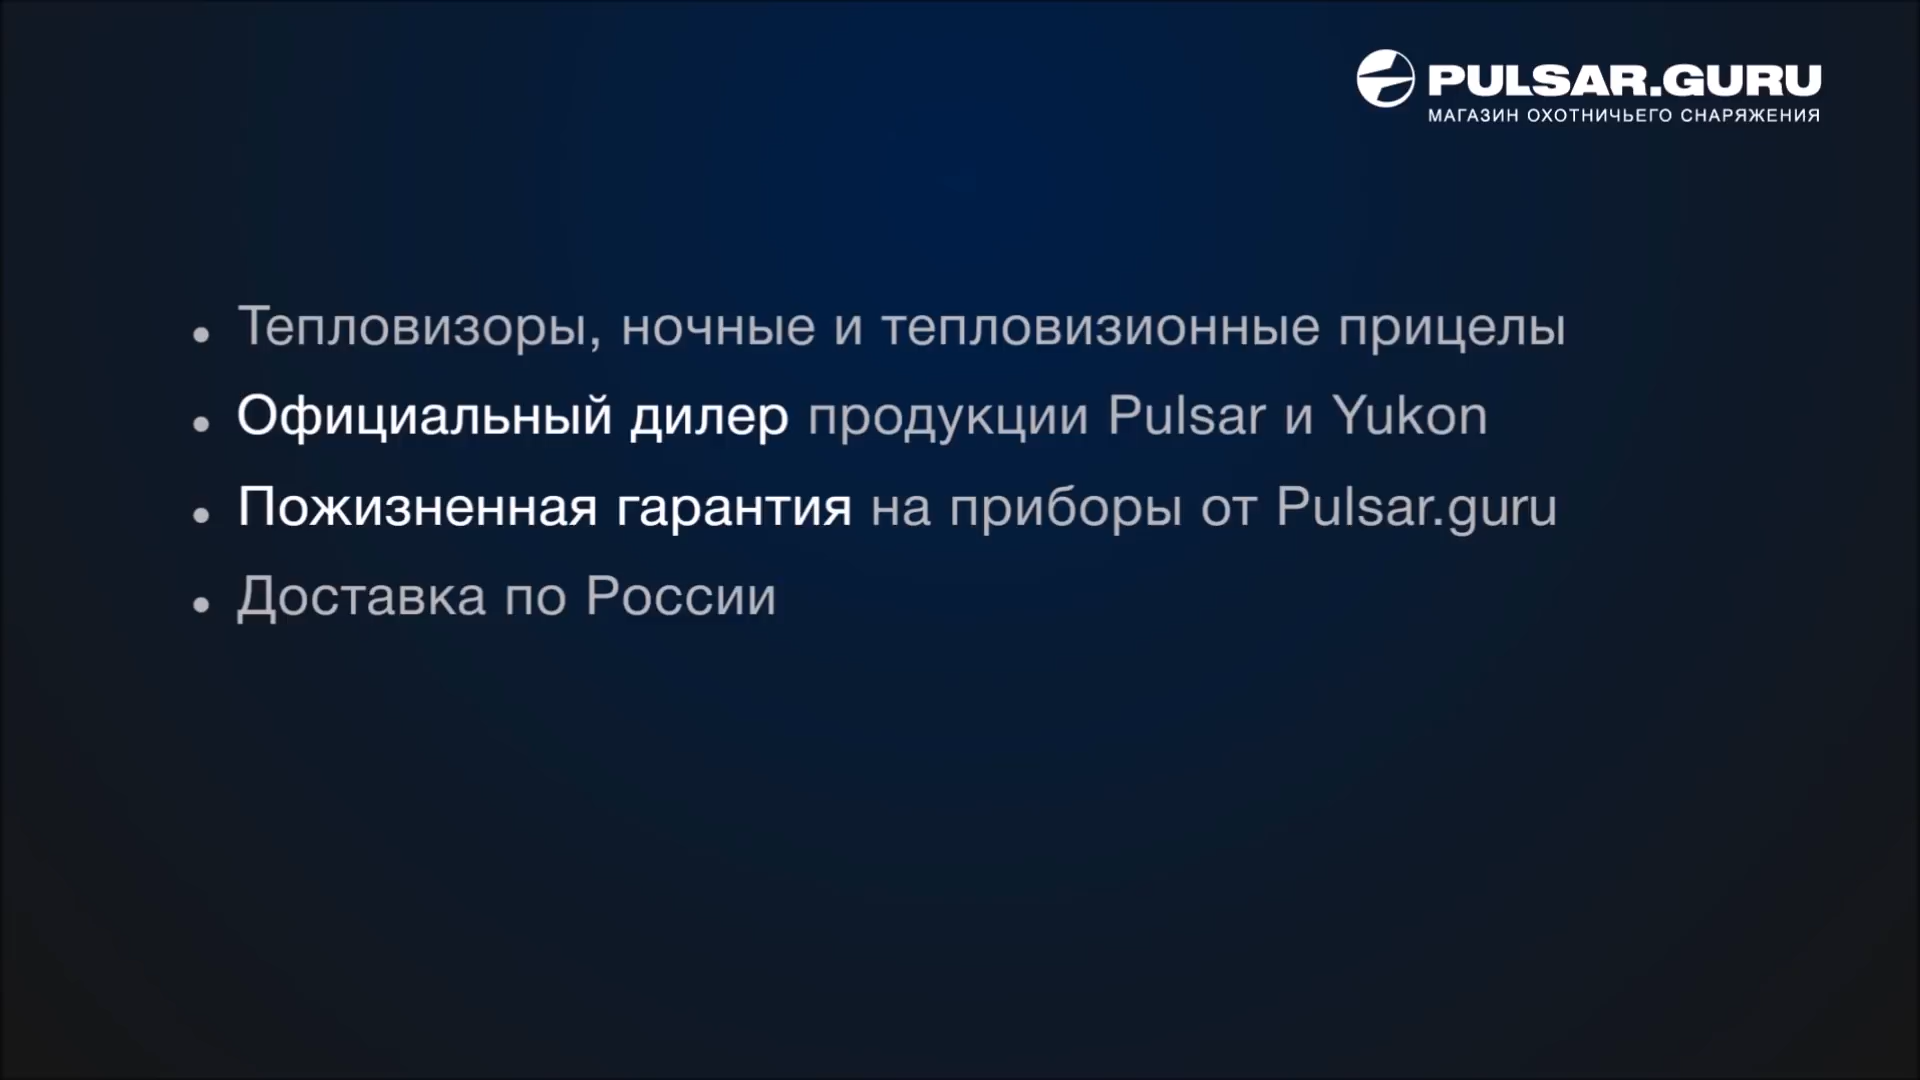 PULSAR.GURU
МАГАЗИН ОХОТНИЧЬЕГО СНАРЯЖЕНИЯ
• Тепловизоры, ночные и тепловизионные прицелы
• Официальный дилер продукции Pulsar и Yukon
• Пожизненная гарантия на приборы от Pulsar.guru
• Доставка по России